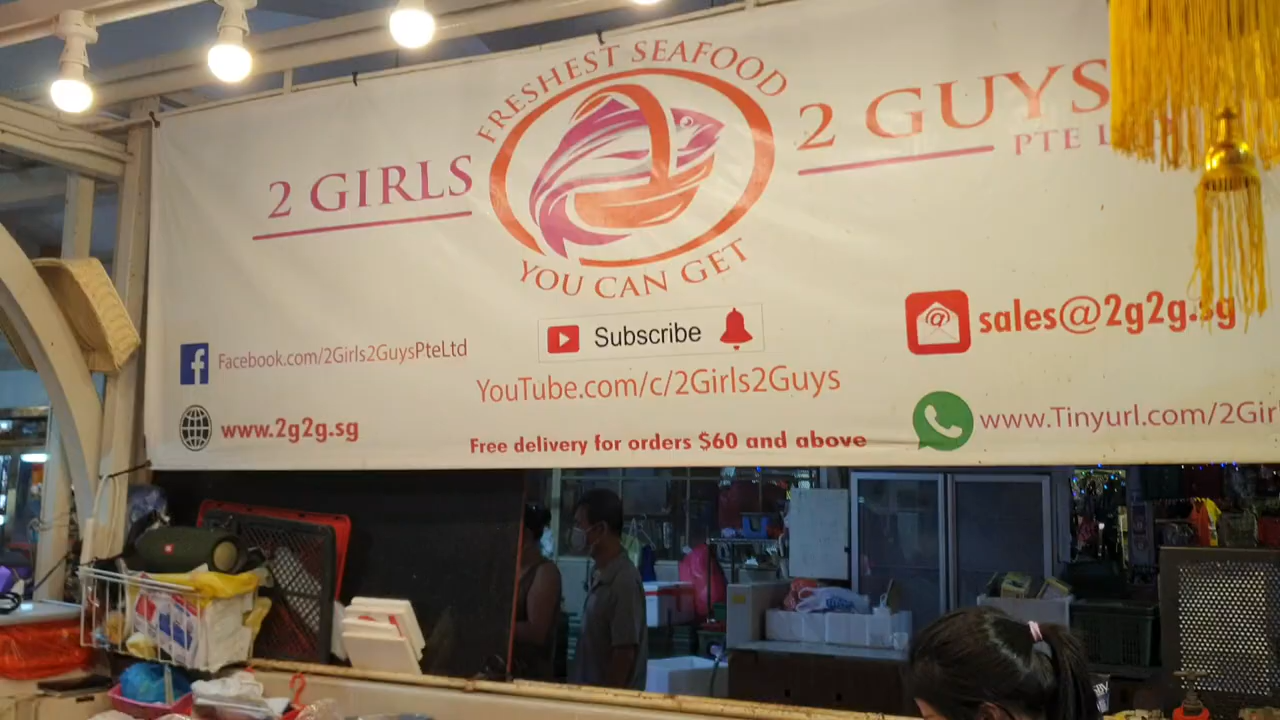 FRESHEST SEAFOOD
2 GIRLS
2 GUYS
PTE
YOU CAN GET
Subscribe
sales@2g2g.sg
Facebook.com/2Girls2GuysPteLtd
YouTube.com/c/2Girls2Guys
www.2g2g.sg
www.Tinyurl.com/2Gir
Free delivery for orders $60 and above